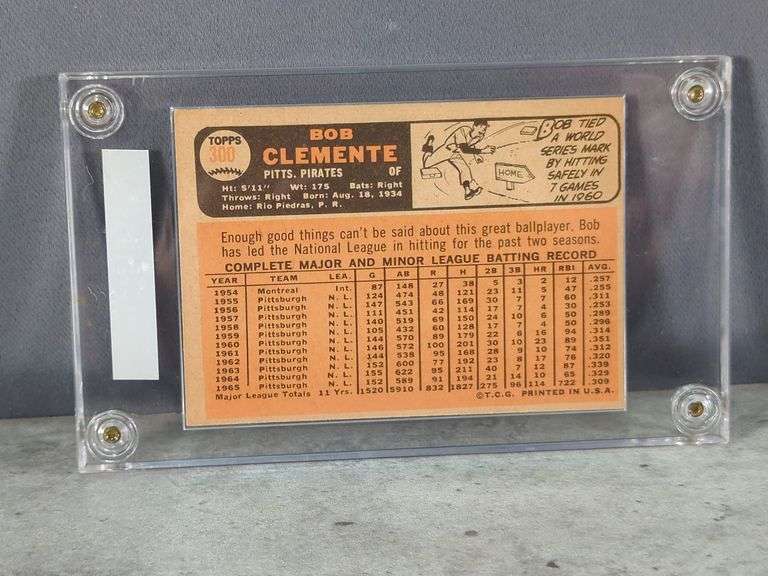 TOPPS
300
BOB
CLEMENTE
PITTS. PIRATES OF
Ht: 5'11" Wt: 175 Bats: Right
Throws: Right Born: Aug. 18, 1934
Home: Rio Piedras, P. R.
HOME
BOB TIED
A WORLD
SERIES MARK
BY HITTING
SAFELY IN
7 GAMES
IN 1960
Enough good things can't be said about this great ballplayer. Bob
has led the National League in hitting for the past two seasons.
COMPLETE MAJOR AND MINOR LEAGUE BATTING RECORD
YEAR TEAM LEA. G AB R H 2B 3B HR RBI AVG.
1954 Montreal Int. 87 148 27 38 5 3 2 12 .257
1955 Pittsburgh N. L. 124 474 48 121 23 11 5 47 .255
1956 Pittsburgh N. L. 147 543 66 169 30 7 7 60 .311
1957 Pittsburgh N. L. 111 451 42 114 17 7 4 30 .253
1958 Pittsburgh N. L. 140 519 69 150 24 10 6 50 .289
1959 Pittsburgh N. L. 105 432 60 128 17 7 4 50 .296
1960 Pittsburgh N. L. 144 570 89 179 22 6 16 94 .314
1961 Pittsburgh N. L. 146 572 100 201 30 10 23 89 .351
1962 Pittsburgh N. L. 144 538 95 168 28 9 10 74 .312
1963 Pittsburgh N. L. 152 600 77 192 23 8 17 76 .320
1964 Pittsburgh N. L. 155 622 95 211 40 7 12 87 .339
1965 Pittsburgh N. L. 152 589 91 194 21 14 10 65 .329
Major League Totals 11 Yrs. 1520 5910 832 1827 275 96 114 722 .309
©T.C.G. PRINTED IN U.S.A.